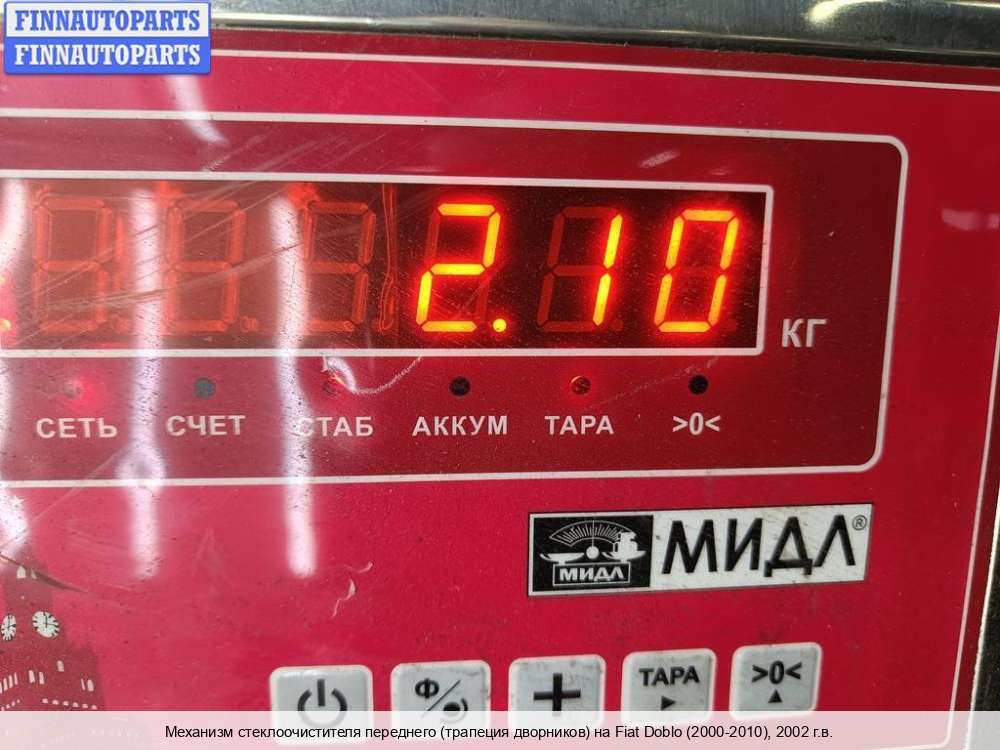 FINNAUTOPARTS
FINNAUTOPARTS
2.10
КГ
СЕТЬ СЧЕТ СТАБ АККУМ ТАРА >0<
МИДЛ МИДЛ®
Ф ТАРА >0<
Механизм стеклоочистителя переднего (трапеция дворников) на Fiat Doblo (2000-2010), 2002 г.в.